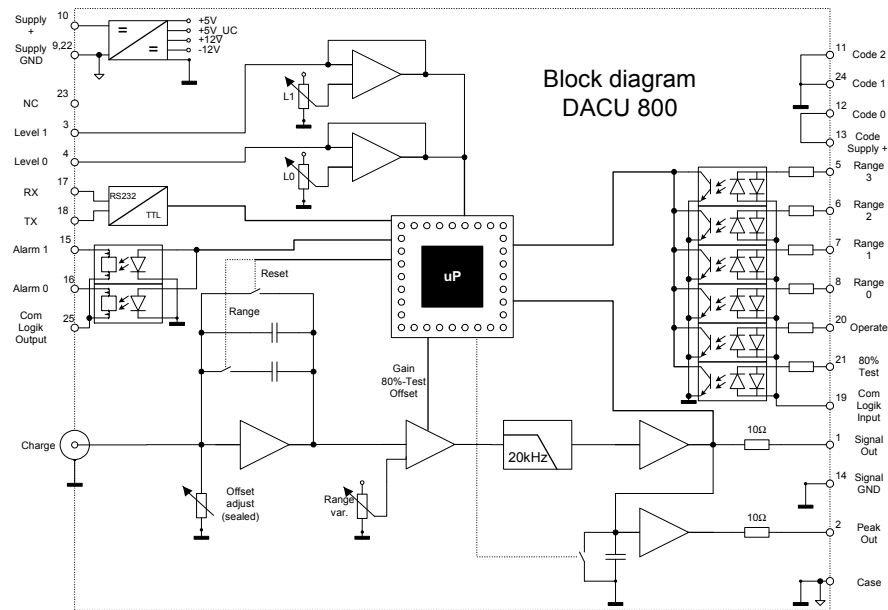 Block diagram
DACU 800
Supply
+
10
Supply
GND
9,22
+5V
+5V_UC
+12V
-12V
NC
23
Level 1
3
Level 0
4
L1
L0
RX
17
TX
18
RS232
TTL
Alarm 1
15
Alarm 0
16
Com
Logik
Output
25
Reset
Range
uP
Gain
80%-Test
Offset
Charge
Offset
adjust
(sealed)
Range
var.
20kHz
11
Code 2
24
Code 1
12
Code 0
13
Code
Supply +
5
Range
3
6
Range
2
7
Range
1
8
Range
0
20
Operate
21
80%
Test
19
Com
Logik
Input
10Ω
1
Signal
Out
14
Signal
GND
10Ω
2
Peak
Out
Case